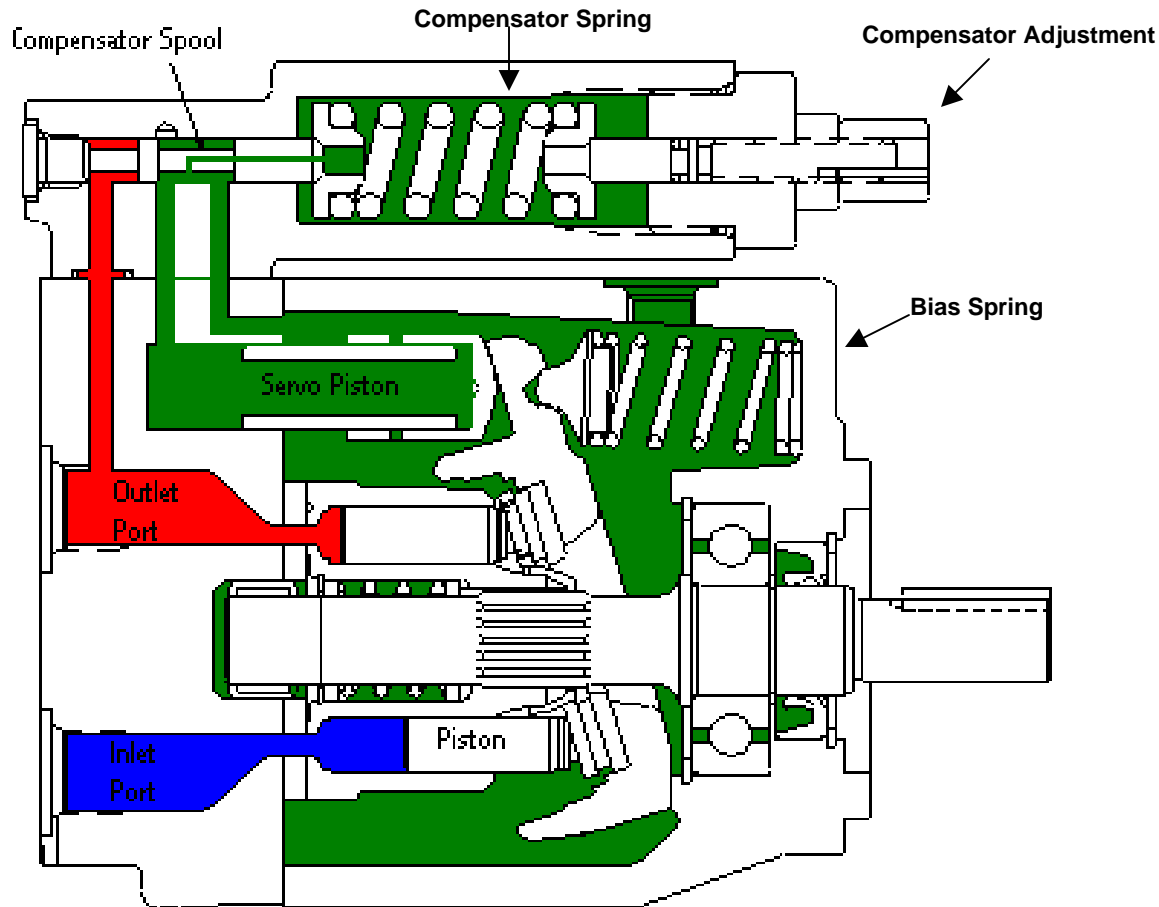 Compensator Spring
Compensator Spool
Compensator Adjustment
Bias Spring
Servo Piston
Outlet
Port
Piston
Inlet
Port